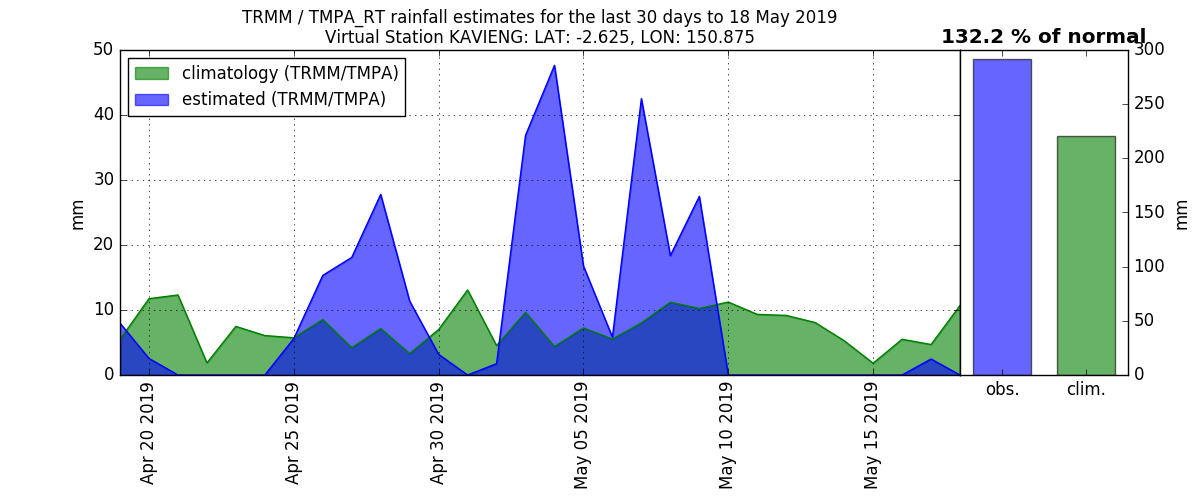 TRMM / TMPA_RT rainfall estimates for the last 30 days to 18 May 2019
Virtual Station KAVIENG: LAT: -2.625, LON: 150.875
132.2 % of normal
climatology (TRMM/TMPA)
estimated (TRMM/TMPA)
mm
50
40
30
20
10
0
Apr 20 2019
Apr 25 2019
Apr 30 2019
May 05 2019
May 10 2019
May 15 2019
300
250
200
150
100
50
0
mm
obs.
clim.